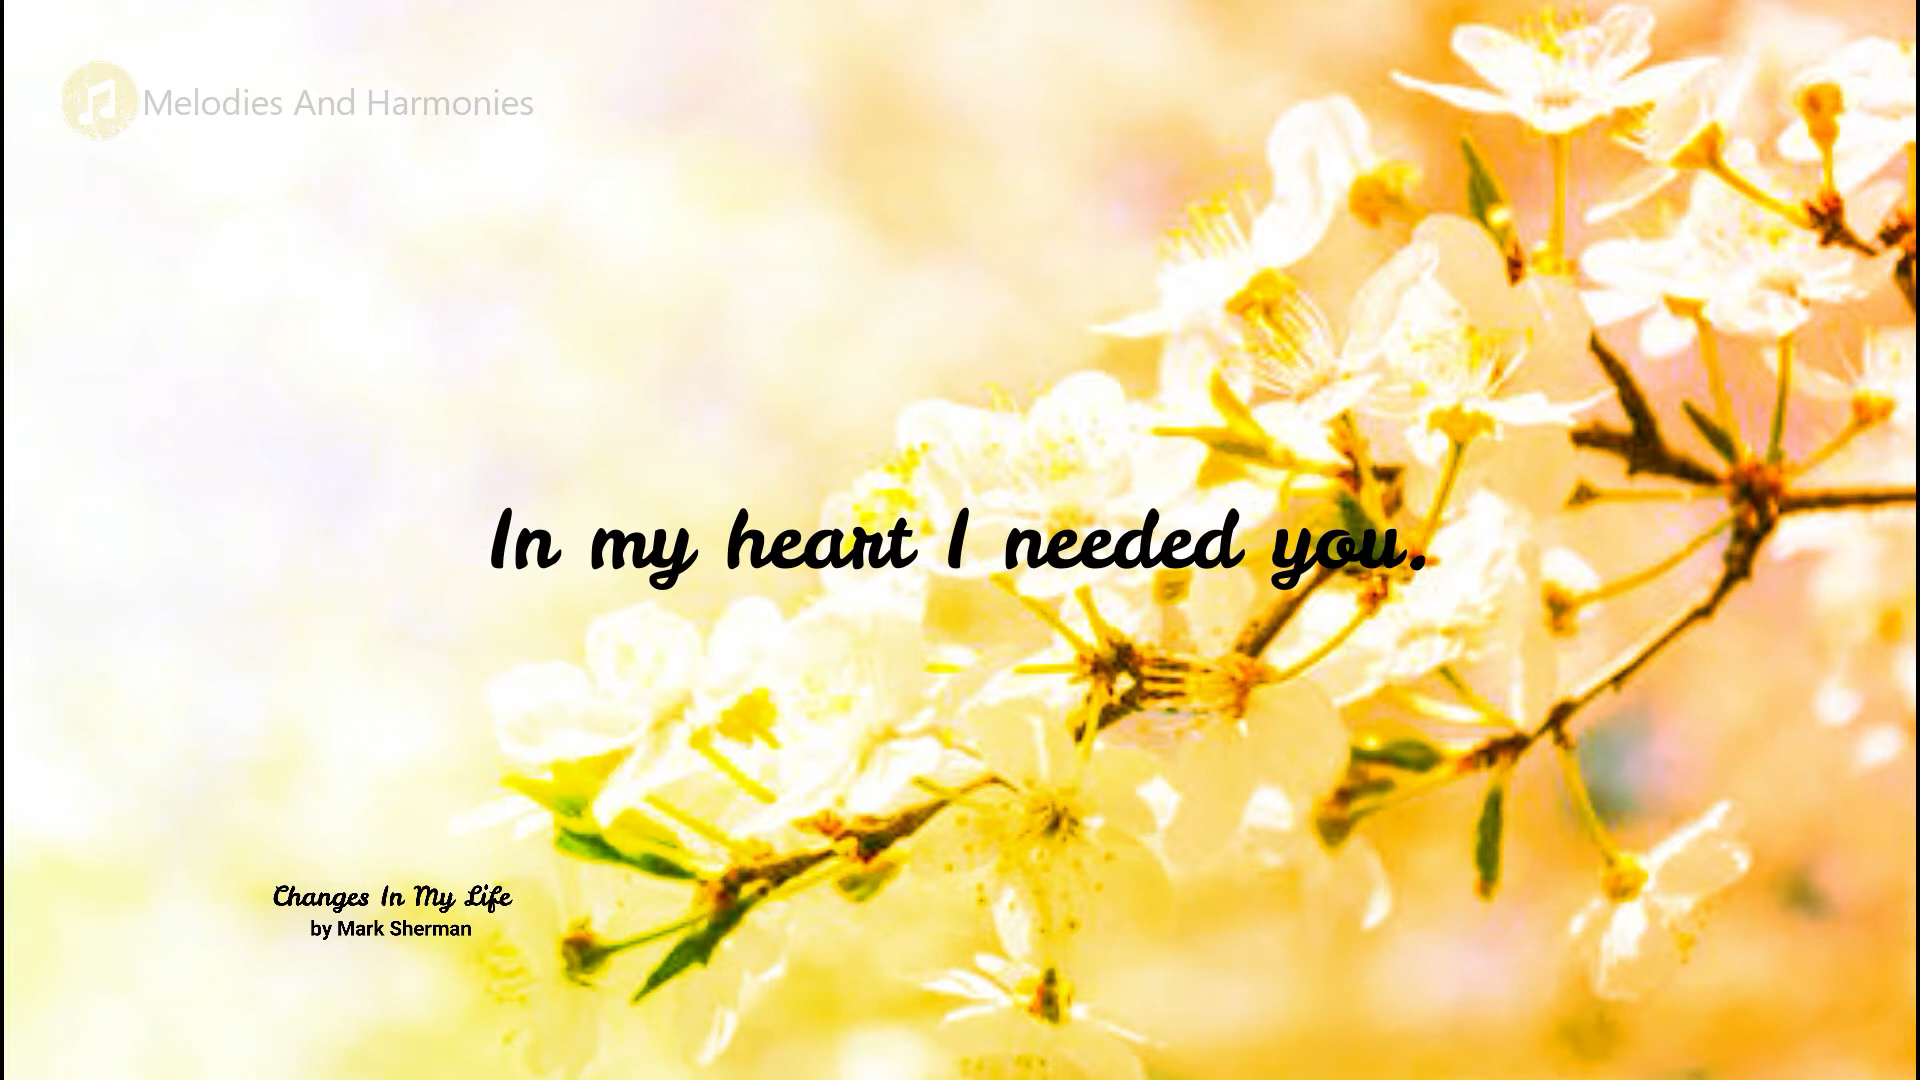 Melodies And Harmonies
In my heart I needed you.
Changes In My Life
by Mark Sherman